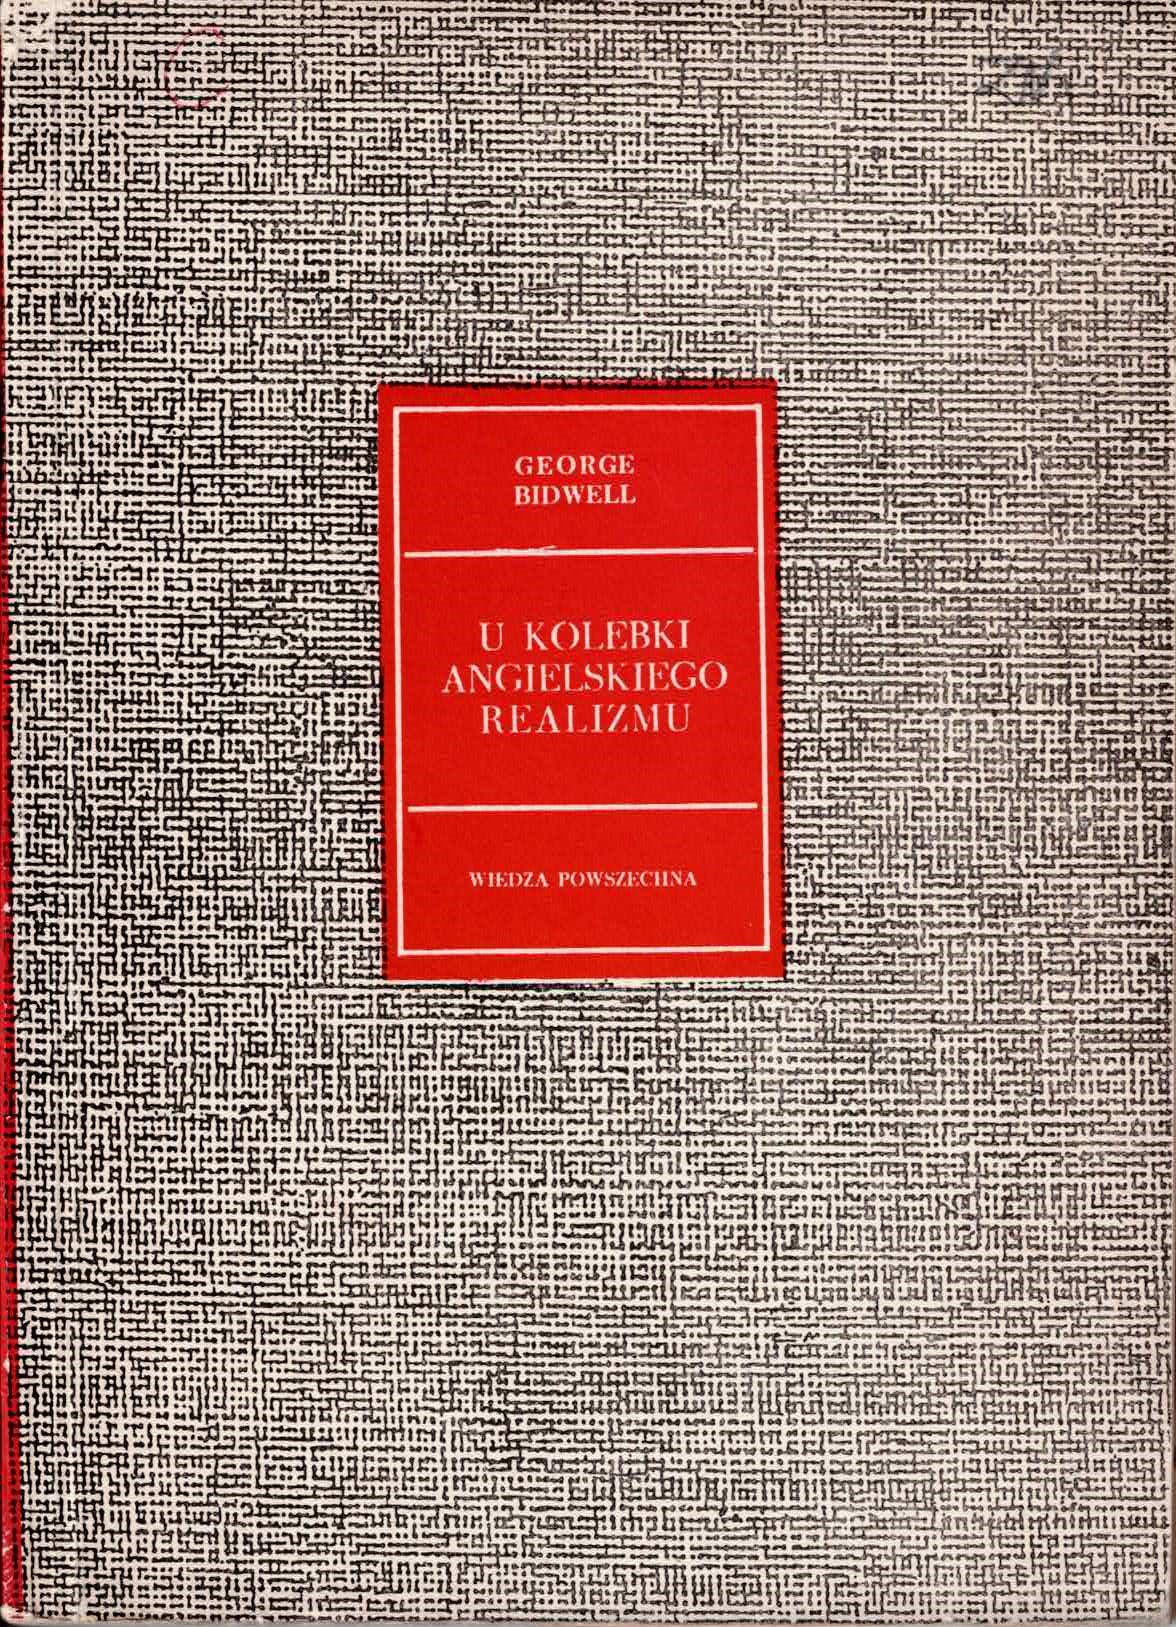 GEORGE
BIDWELL
U KOLEBKI
ANGIELSKIEGO
REALIZMU
WIEDZA POWSZECHNA